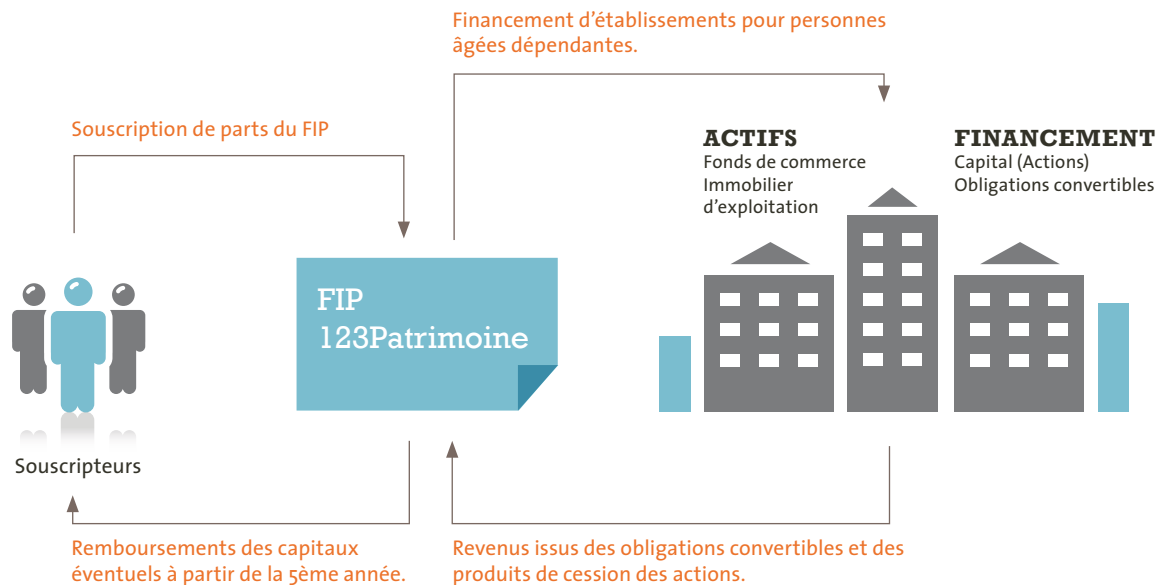 Financement d’établissements pour personnes
âgées dépendantes.
Souscription de parts du FIP
ACTIFS
Fonds de commerce
Immobilier
d’exploitation
FINANCEMENT
Capital (Actions)
Obligations convertibles
FIP
123Patrimoine
Souscripteurs
Remboursements des capitaux
éventuels à partir de la 5ème année.
Revenus issus des obligations convertibles et des
produits de cession des actions.